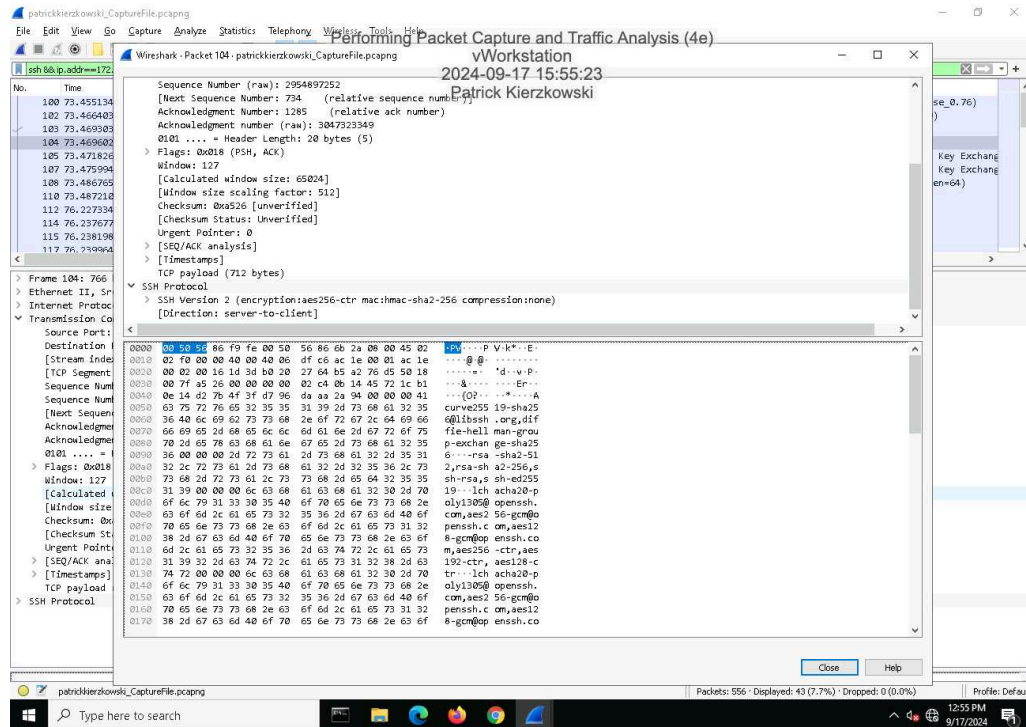 patrickkierzkowski_CaptureFile.pcapng
File Edit View Go Capture Analyze Statistics Telephony Wireless Tools Help
Performing Packet Capture and Traffic Analysis (4e)
vWorkstation
2024-09-17 15:55:23
Patrick Kierzkowski
Wireshark · Packet 104 · patrickkierzkowski_CaptureFile.pcapng
ssh && ip.addr==172.
No. Time
100 73.455134
102 73.466403
103 73.469303
104 73.469602
105 73.471826
107 73.475994
108 73.486765
110 73.487210
112 76.227334
114 76.237677
115 76.238198
117 76.239964
se_0.76)
)
Key Exchang
Key Exchang
en=64)
Sequence Number (raw): 2954897252
[Next Sequence Number: 734 (relative sequence number)]
Acknowledgment Number: 1285 (relative ack number)
Acknowledgment number (raw): 3047323349
0101 .... = Header Length: 20 bytes (5)
Flags: 0x018 (PSH, ACK)
Window: 127
[Calculated window size: 65024]
[Window size scaling factor: 512]
Checksum: 0xa526 [unverified]
[Checksum Status: Unverified]
Urgent Pointer: 0
[SEQ/ACK analysis]
[Timestamps]
TCP payload (712 bytes)
SSH Protocol
SSH Version 2 (encryption:aes256-ctr mac:hmac-sha2-256 compression:none)
[Direction: server-to-client]
Frame 104: 766
Ethernet II, Sr
Internet Protoc
Transmission Co
Source Port:
Destination
[Stream inde
[TCP Segment
Sequence Num
Sequence Num
[Next Sequen
Acknowledgme
Acknowledgme
0101 .... =
Flags: 0x018
Window: 127
[Calculated
[Window size
Checksum: 0x
[Checksum St
Urgent Point
[SEQ/ACK ana
[Timestamps]
TCP payload
SSH Protocol
0000 00 50 56 86 f9 fe 00 50 56 86 6b 2a 08 00 45 02 ·PV····P V·k*··E·
0010 02 f0 00 00 40 00 40 06 df c6 ac 1e 00 01 ac 1e ····@·@· ········
0020 00 02 00 16 1d 3d b0 20 27 64 b5 a2 76 d5 50 18 ·····=· 'd··v·P·
0030 00 7f a5 26 00 00 00 00 02 c4 0b 14 45 72 1c b1 ···&···· ····Er··
0040 0e 14 d2 7b 4f 3f d7 96 da aa 2a 94 00 00 00 41 ···{O?·· ··*····A
0050 63 75 72 76 65 32 35 35 31 39 2d 73 68 61 32 35 curve255 19-sha25
0060 36 40 6c 69 62 73 73 68 2e 6f 72 67 2c 64 69 66 6@libssh .org,dif
0070 66 69 65 2d 68 65 6c 6c 6d 61 6e 2d 67 72 6f 75 fie-hell man-grou
0080 70 2d 65 78 63 68 61 6e 67 65 2d 73 68 61 32 35 p-exchan ge-sha25
0090 36 00 00 00 2d 72 73 61 2d 73 68 61 32 2d 35 31 6···-rsa -sha2-51
00a0 32 2c 72 73 61 2d 73 68 61 32 2d 32 35 36 2c 73 2,rsa-sh a2-256,s
00b0 73 68 2d 72 73 61 2c 73 73 68 2d 65 64 32 35 35 sh-rsa,s sh-ed255
00c0 31 39 00 00 00 6c 63 68 61 63 68 61 32 30 2d 70 19···lch acha20-p
00d0 6f 6c 79 31 33 30 35 40 6f 70 65 6e 73 73 68 2e oly1305@ openssh.
00e0 63 6f 6d 2c 61 65 73 32 35 36 2d 67 63 6d 40 6f com,aes2 56-gcm@o
00f0 70 65 6e 73 73 68 2e 63 6f 6d 2c 61 65 73 31 32 penssh.c om,aes12
0100 38 2d 67 63 6d 40 6f 70 65 6e 73 73 68 2e 63 6f 8-gcm@op enssh.co
0110 6d 2c 61 65 73 32 35 36 2d 63 74 72 2c 61 65 73 m,aes256 -ctr,aes
0120 31 39 32 2d 63 74 72 2c 61 65 73 31 32 38 2d 63 192-ctr, aes128-c
0130 74 72 00 00 00 6c 63 68 61 63 68 61 32 30 2d 70 tr···lch acha20-p
0140 6f 6c 79 31 33 30 35 40 6f 70 65 6e 73 73 68 2e oly1305@ openssh.
0150 63 6f 6d 2c 61 65 73 32 35 36 2d 67 63 6d 40 6f com,aes2 56-gcm@o
0160 70 65 6e 73 73 68 2e 63 6f 6d 2c 61 65 73 31 32 penssh.c om,aes12
0170 38 2d 67 63 6d 40 6f 70 65 6e 73 73 68 2e 63 6f 8-gcm@op enssh.co
Close Help
patrickkierzkowski_CaptureFile.pcapng
Packets: 556 · Displayed: 43 (7.7%) · Dropped: 0 (0.0%)
Profile: Defau
Type here to search
12:55 PM
9/17/2024